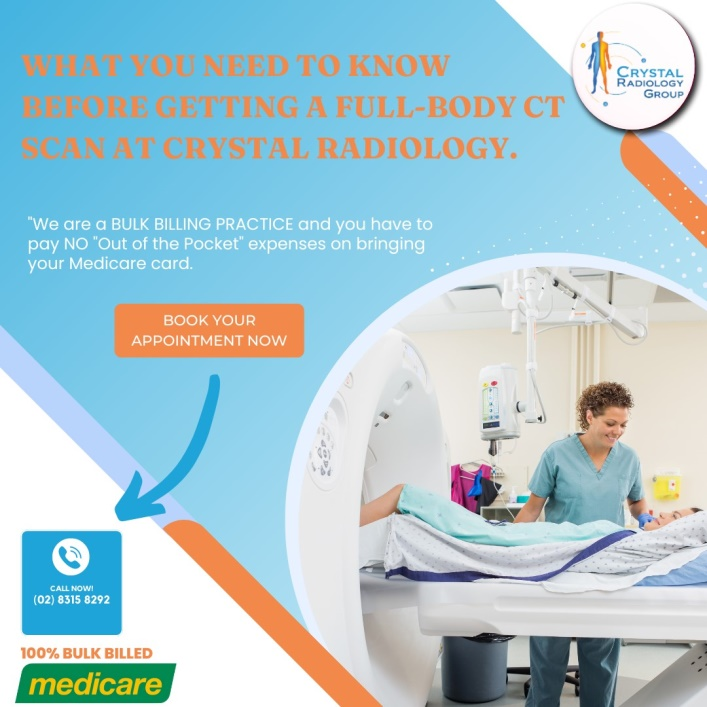 WHAT YOU NEED TO KNOW
BEFORE GETTING A FULL-BODY CT
SCAN AT CRYSTAL RADIOLOGY.
CRYSTAL
RADIOLOGY
GROUP
"We are a BULK BILLING PRACTICE and you have to
pay NO "Out of the Pocket" expenses on bringing
your Medicare card.
BOOK YOUR
APPOINTMENT NOW
CALL NOW!
(02) 8315 8292
100% BULK BILLED
medicare